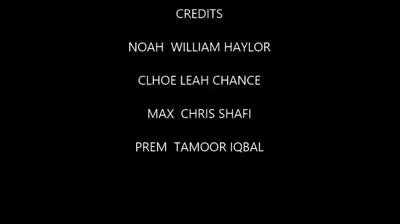 CREDITS
NOAH  WILLIAM HAYLOR
CLHOE LEAH CHANCE
MAX  CHRIS SHAFI
PREM  TAMOOR IQBAL